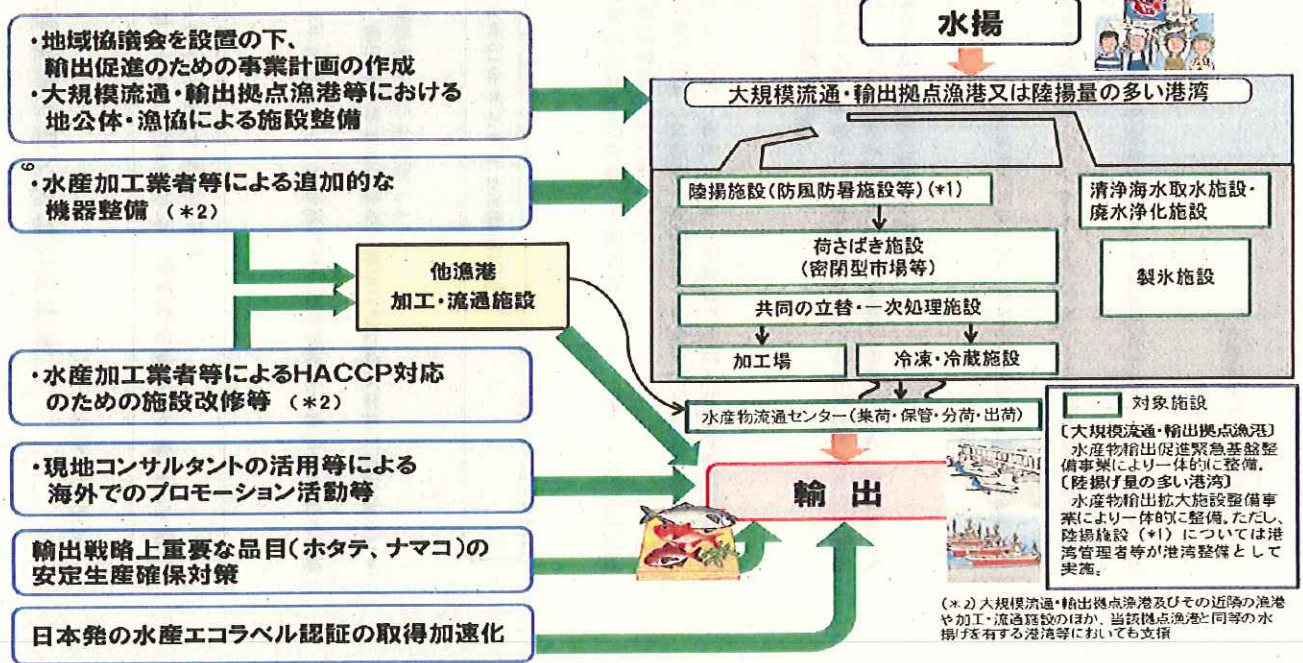 水揚
・地域協議会を設置の下、
輸出促進のための事業計画の作成
・大規模流通・輸出拠点漁港等における
地公体・漁協による施設整備
大規模流通・輸出拠点漁港又は陸揚量の多い港湾
・水産加工業者等による追加的な
機器整備 (*2)
陸揚施設(防風防暑施設等)(*1)
清浄海水取水施設・
廃水浄化施設
荷さばき施設
(密閉型市場等)
製氷施設
他漁港
加工・流通施設
共同の立替・一次処理施設
加工場
冷凍・冷蔵施設
・水産加工業者等によるHACCP対応
のための施設改修等 (*2)
水産物流通センター(集荷・保管・分荷・出荷)
対象施設
〔大規模流通・輸出拠点漁港〕
水産物輸出促進緊急基盤整
備事業により一体的に整備。
〔陸揚げ量の多い港湾〕
水産物輸出拡大施設整備事
業により一体的に整備。ただし、
陸揚施設(*1)については港
湾管理者等が港湾整備として
実施。
・現地コンサルタントの活用等による
海外でのプロモーション活動等
輸出
輸出戦略上重要な品目(ホタテ、ナマコ)の
安定生産確保対策
(*2)大規模流通・輸出拠点漁港及びその近隣の漁港
や加工・流通施設のほか、当該拠点漁港と同等の水
揚げを有する港湾等においても支援
日本発の水産エコラベル認証の取得加速化